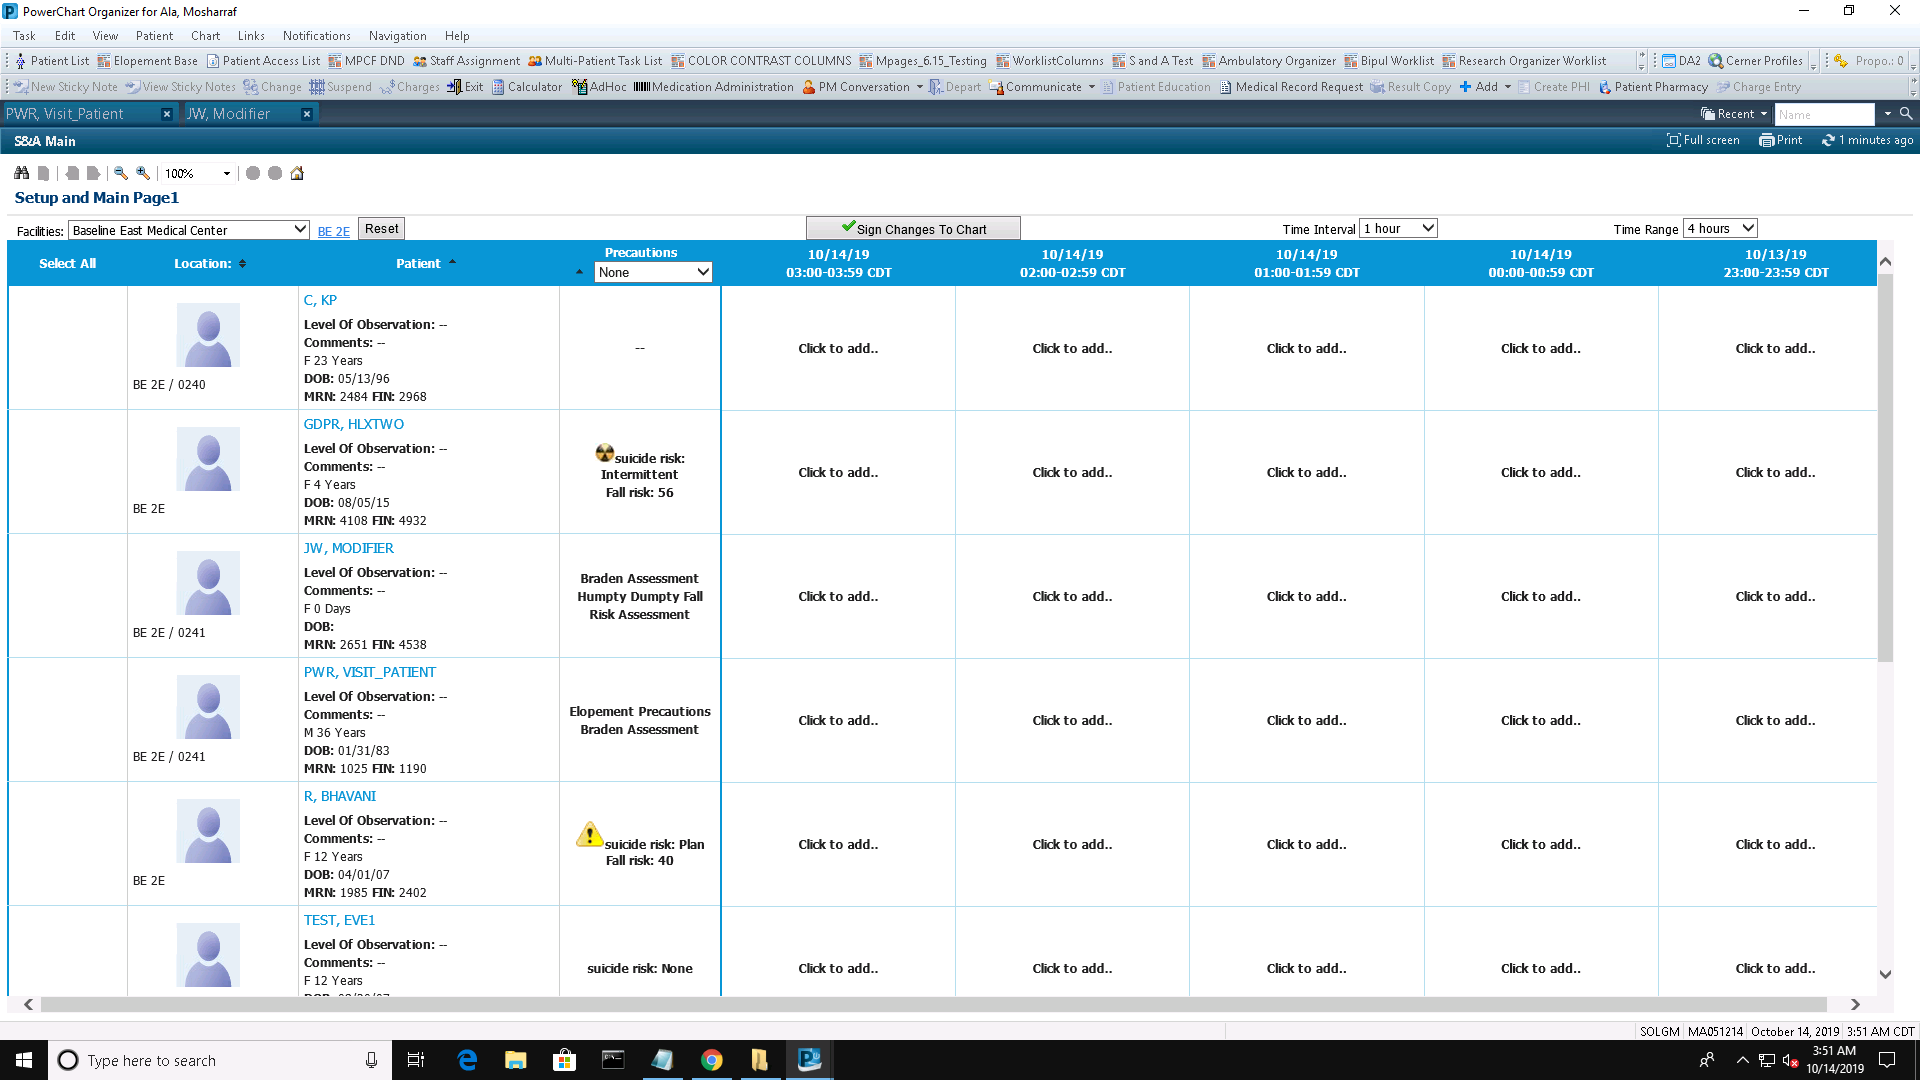 PowerChart Organizer for Ala, Mosharraf
Task Edit View Patient Chart Links Notifications Navigation Help
Patient List Elopement Base Patient Access List MPCF DND Staff Assignment Multi-Patient Task List COLOR CONTRAST COLUMNS Mpages_6.15_Testing WorklistColumns S and A Test Ambulatory Organizer Bipul Worklist Research Organizer Worklist DA2 Cerner Profiles Propo.: 0
New Sticky Note View Sticky Notes Change Suspend Charges Exit Calculator AdHoc Medication Administration PM Conversation Depart Communicate Patient Education Medical Record Request Result Copy Add Create PHI Patient Pharmacy Charge Entry
PWR, Visit_Patient JW, Modifier Recent Name
S&A Main Full screen Print 1 minutes ago
100%
Setup and Main Page1
Facilities: Baseline East Medical Center BE 2E Reset Sign Changes To Chart Time Interval 1 hour Time Range 4 hours
Select All Location: Patient Precautions None
10/14/19 03:00-03:59 CDT
10/14/19 02:00-02:59 CDT
10/14/19 01:00-01:59 CDT
10/14/19 00:00-00:59 CDT
10/13/19 23:00-23:59 CDT
BE 2E / 0240
C, KP
Level Of Observation: --
Comments: --
F 23 Years
DOB: 05/13/96
MRN: 2484 FIN: 2968
--
Click to add.. Click to add.. Click to add.. Click to add.. Click to add..
BE 2E
GDPR, HLXTWO
Level Of Observation: --
Comments: --
F 4 Years
DOB: 08/05/15
MRN: 4108 FIN: 4932
suicide risk:
Intermittent
Fall risk: 56
Click to add.. Click to add.. Click to add.. Click to add.. Click to add..
BE 2E / 0241
JW, MODIFIER
Level Of Observation: --
Comments: --
F 0 Days
DOB:
MRN: 2651 FIN: 4538
Braden Assessment
Humpty Dumpty Fall
Risk Assessment
Click to add.. Click to add.. Click to add.. Click to add.. Click to add..
BE 2E / 0241
PWR, VISIT_PATIENT
Level Of Observation: --
Comments: --
M 36 Years
DOB: 01/31/83
MRN: 1025 FIN: 1190
Elopement Precautions
Braden Assessment
Click to add.. Click to add.. Click to add.. Click to add.. Click to add..
BE 2E
R, BHAVANI
Level Of Observation: --
Comments: --
F 12 Years
DOB: 04/01/07
MRN: 1985 FIN: 2402
suicide risk: Plan
Fall risk: 40
Click to add.. Click to add.. Click to add.. Click to add.. Click to add..
TEST, EVE1
Level Of Observation: --
Comments: --
F 12 Years
suicide risk: None
Click to add.. Click to add.. Click to add.. Click to add.. Click to add..
SOLGM MA051214 October 14, 2019 3:51 AM CDT
Type here to search
3:51 AM
10/14/2019